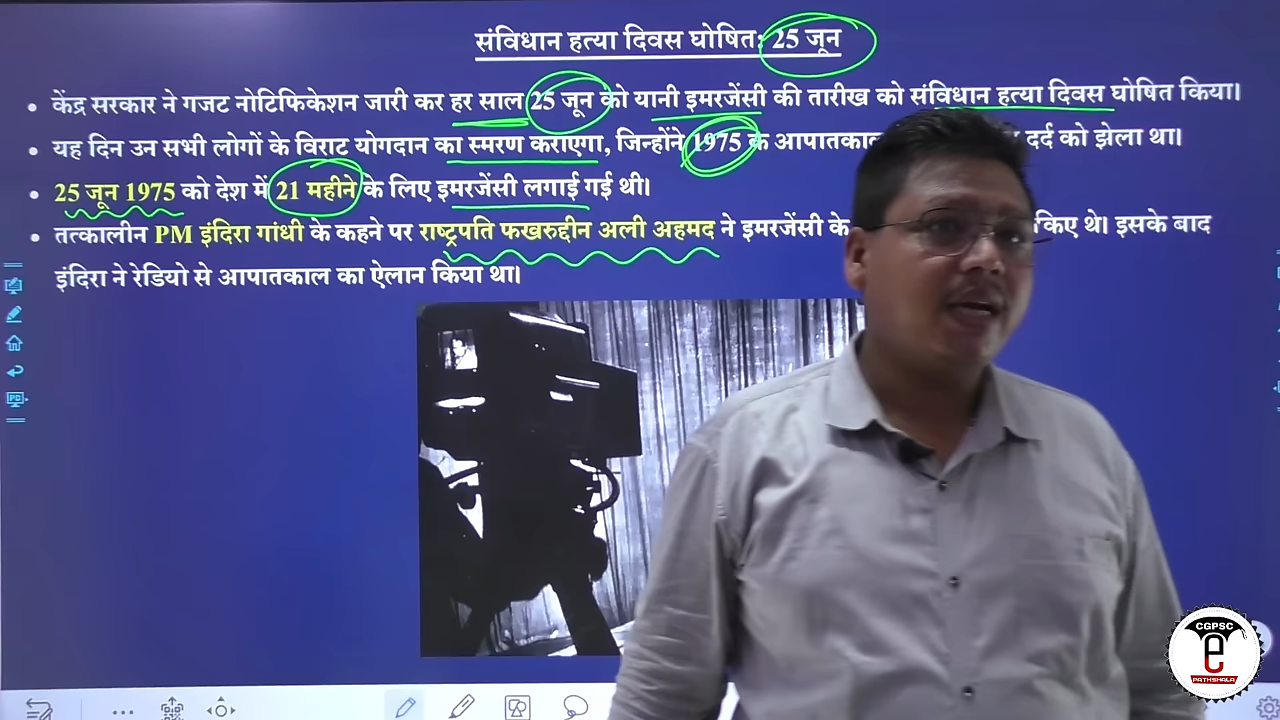 संविधान हत्या दिवस घोषित: 25 जून
• केंद्र सरकार ने गजट नोटिफिकेशन जारी कर हर साल 25 जून को यानी इमरजेंसी की तारीख को संविधान हत्या दिवस घोषित किया।
• यह दिन उन सभी लोगों के विराट योगदान का स्मरण कराएगा, जिन्होंने 1975 के दर्द को झेला था।
• 25 जून 1975 को देश में 21 महीने के लिए इमरजेंसी लगाई गई थी।
• तत्कालीन PM इंदिरा गांधी के कहने पर राष्ट्रपति फखरुद्दीन अली अहमद ने इमरजेंसी के किए थे। इसके बाद
इंदिरा ने रेडियो से आपातकाल का ऐलान किया था।
CGPSC
e
PATHSHALA